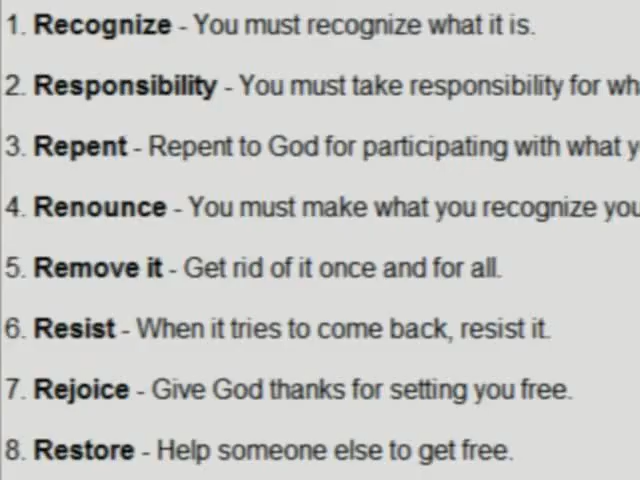 1. Recognize - You must recognize what it is.
2. Responsibility - You must take responsibility for wh
3. Repent - Repent to God for participating with what y
4. Renounce - You must make what you recognize you
5. Remove it - Get rid of it once and for all.
6. Resist - When it tries to come back, resist it.
7. Rejoice - Give God thanks for setting you free.
8. Restore - Help someone else to get free.